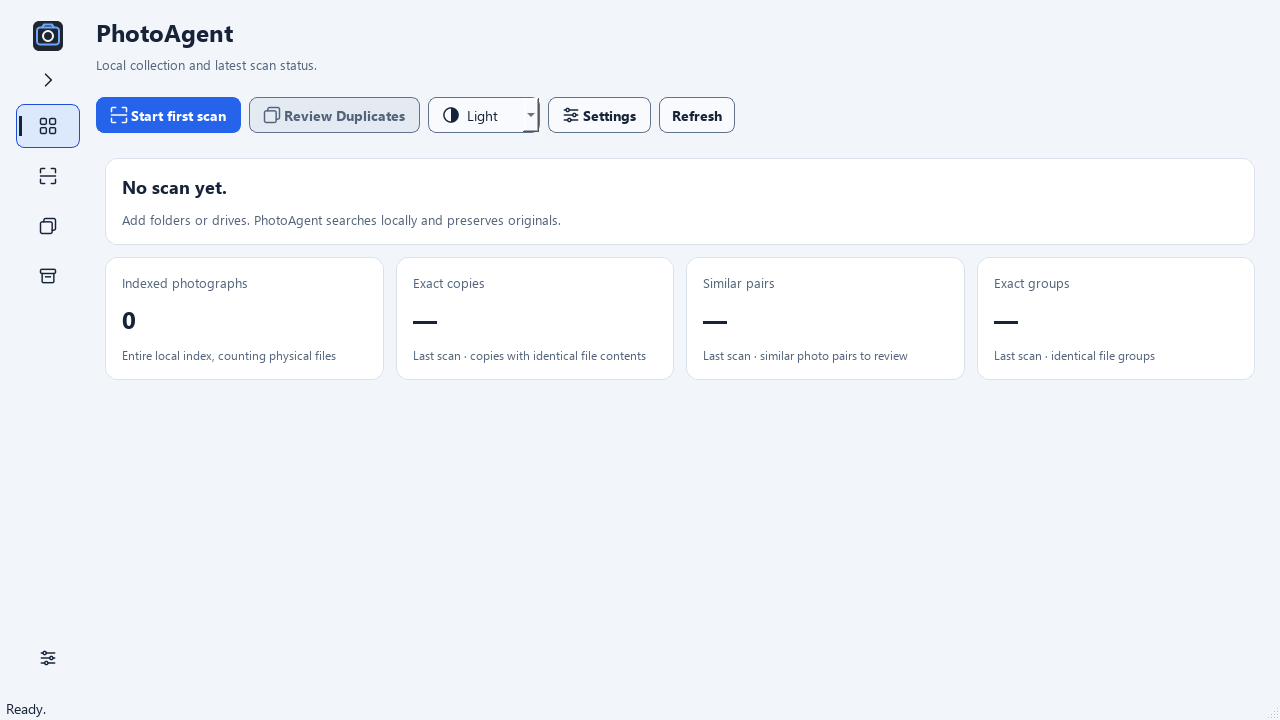 PhotoAgent
Local collection and latest scan status.
Start first scan
Review Duplicates
Light
Settings
Refresh
No scan yet.
Add folders or drives. PhotoAgent searches locally and preserves originals.
Indexed photographs
0
Entire local index, counting physical files
Exact copies
—
Last scan · copies with identical file contents
Similar pairs
—
Last scan · similar photo pairs to review
Exact groups
—
Last scan · identical file groups
Ready.